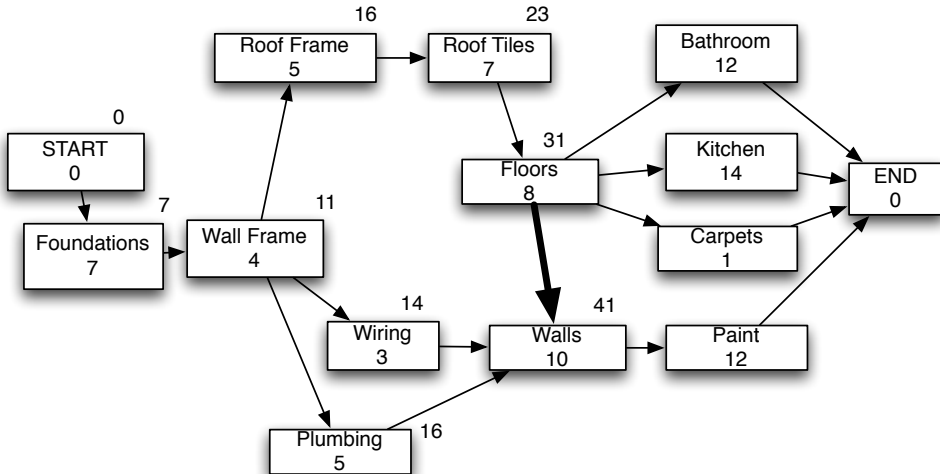 16
Roof Frame
5
23
Roof Tiles
7
Bathroom
12
0
START
0
31
Floors
8
Kitchen
14
END
0
7
Foundations
7
11
Wall Frame
4
Carpets
1
14
Wiring
3
41
Walls
10
Paint
12
Plumbing
5
16